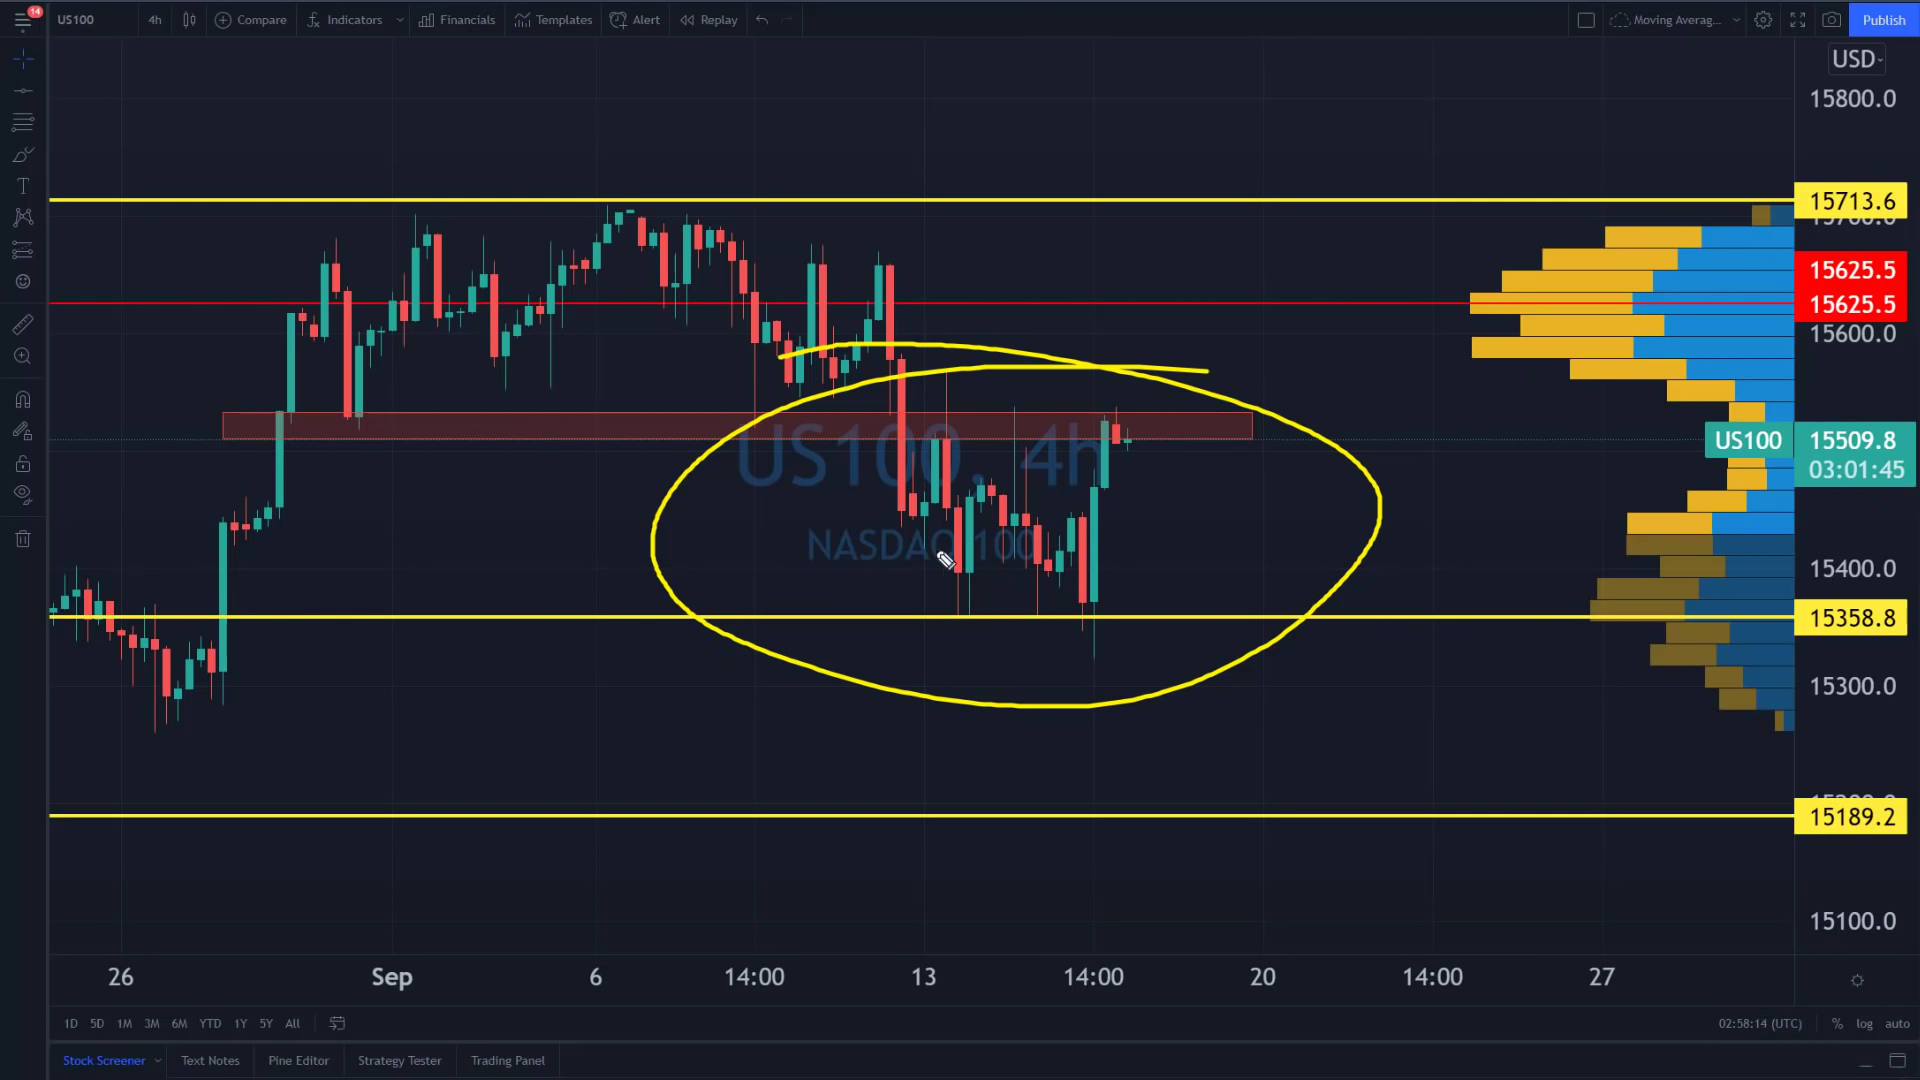 14
US100 4h Compare Indicators Financials Templates Alert Replay Moving Averag... Publish
USD
15800.0
15713.6
15625.5
15625.5
15600.0
US100 15509.8
03:01:45
US100, 4h
NASDAQ 100
15400.0
15358.8
15300.0
15189.2
15100.0
26 Sep 6 14:00 13 14:00 20 14:00 27
1D 5D 1M 3M 6M YTD 1Y 5Y All 02:58:14 (UTC) % log auto
Stock Screener Text Notes Pine Editor Strategy Tester Trading Panel